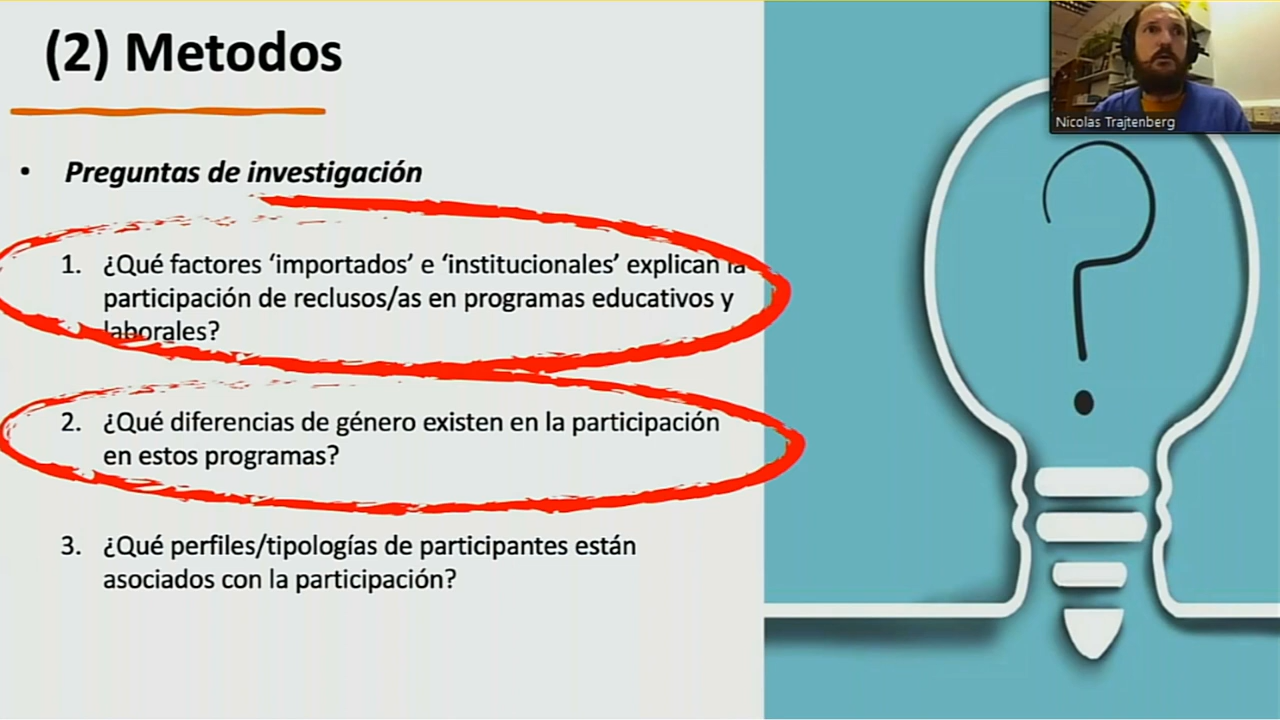 (2) Metodos
Nicolas Trajtenberg
• Preguntas de investigación
1. ¿Qué factores ‘importados’ e ‘institucionales’ explican la
participación de reclusos/as en programas educativos y
laborales?
2. ¿Qué diferencias de género existen en la participación
en estos programas?
3. ¿Qué perfiles/tipologías de participantes están
asociados con la participación?